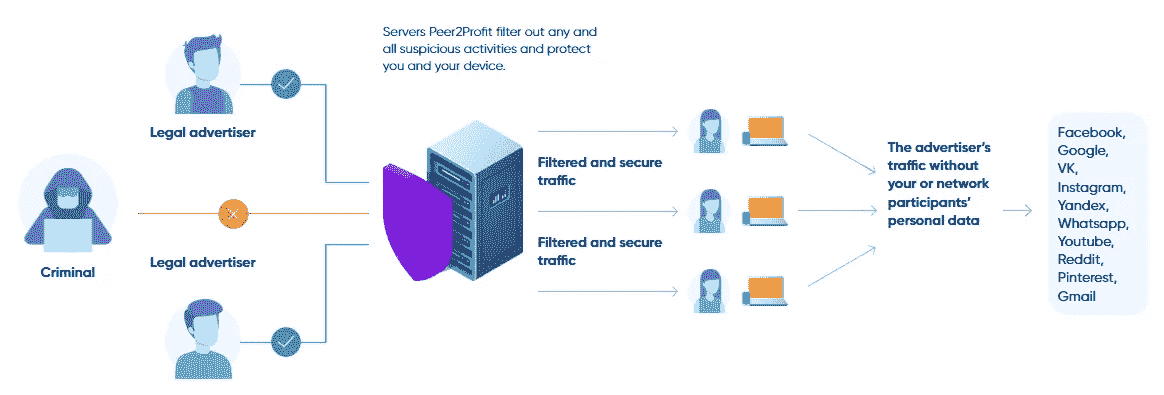 Servers Peer2Profit filter out any and
all suspicious activities and protect
you and your device.
Legal advertiser
Criminal
Legal advertiser
Filtered and secure
traffic
Filtered and secure
traffic
The advertiser's
traffic without
your or network
participants'
personal data
Facebook,
Google,
VK,
Instagram,
Yandex,
Whatsapp,
Youtube,
Reddit,
Pinterest,
Gmail